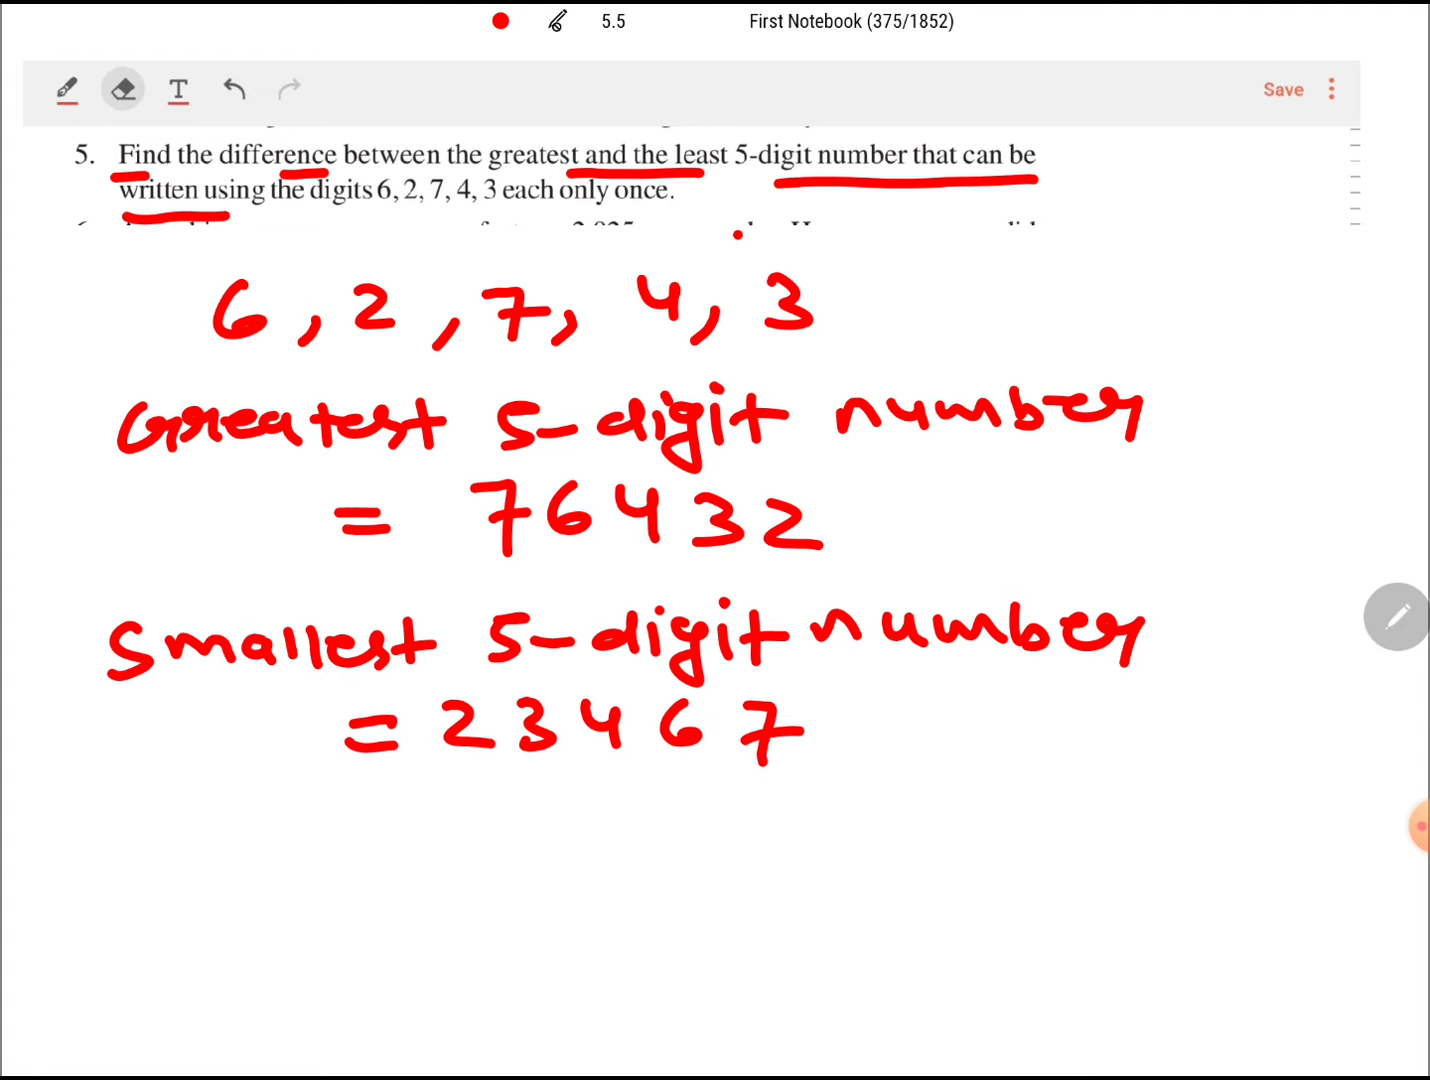 5.5 First Notebook (375/1852)
T Save
5. Find the difference between the greatest and the least 5-digit number that can be
written using the digits 6, 2, 7, 4, 3 each only once.
6, 2, 7, 4, 3
Greatest 5-digit number
= 76432
Smallest 5-digit number
= 23467